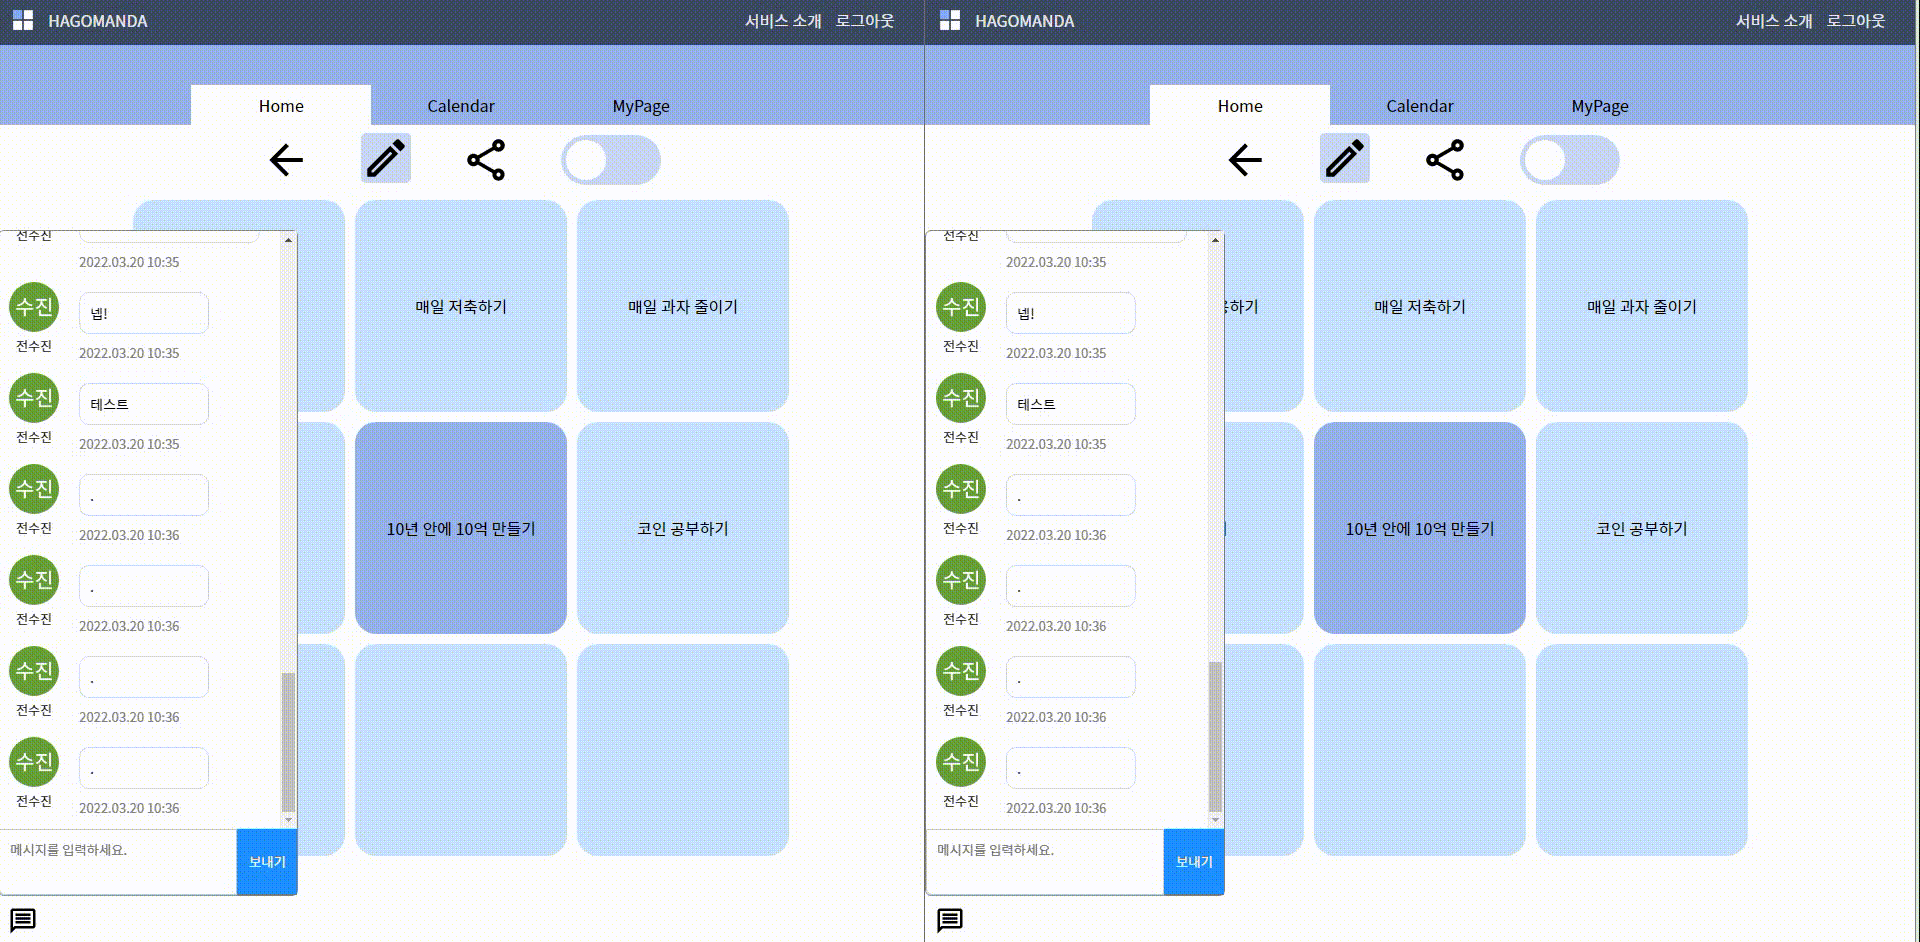 HAGOMANDA
서비스 소개 로그아웃
Home Calendar MyPage
전수진
2022.03.20 10:35
수진
넵!
전수진
2022.03.20 10:35
수진
테스트
전수진
2022.03.20 10:35
수진
.
전수진
2022.03.20 10:36
수진
.
전수진
2022.03.20 10:36
수진
.
전수진
2022.03.20 10:36
수진
.
전수진
2022.03.20 10:36
메시지를 입력하세요.
보내기
매일 저축하기
매일 과자 줄이기
10년 안에 10억 만들기
코인 공부하기
HAGOMANDA
서비스 소개 로그아웃
Home Calendar MyPage
전수진
2022.03.20 10:35
수진
넵!
전수진
2022.03.20 10:35
수진
테스트
전수진
2022.03.20 10:35
수진
.
전수진
2022.03.20 10:36
수진
.
전수진
2022.03.20 10:36
수진
.
전수진
2022.03.20 10:36
수진
.
전수진
2022.03.20 10:36
메시지를 입력하세요.
보내기
매일 저축하기
매일 과자 줄이기
10년 안에 10억 만들기
코인 공부하기